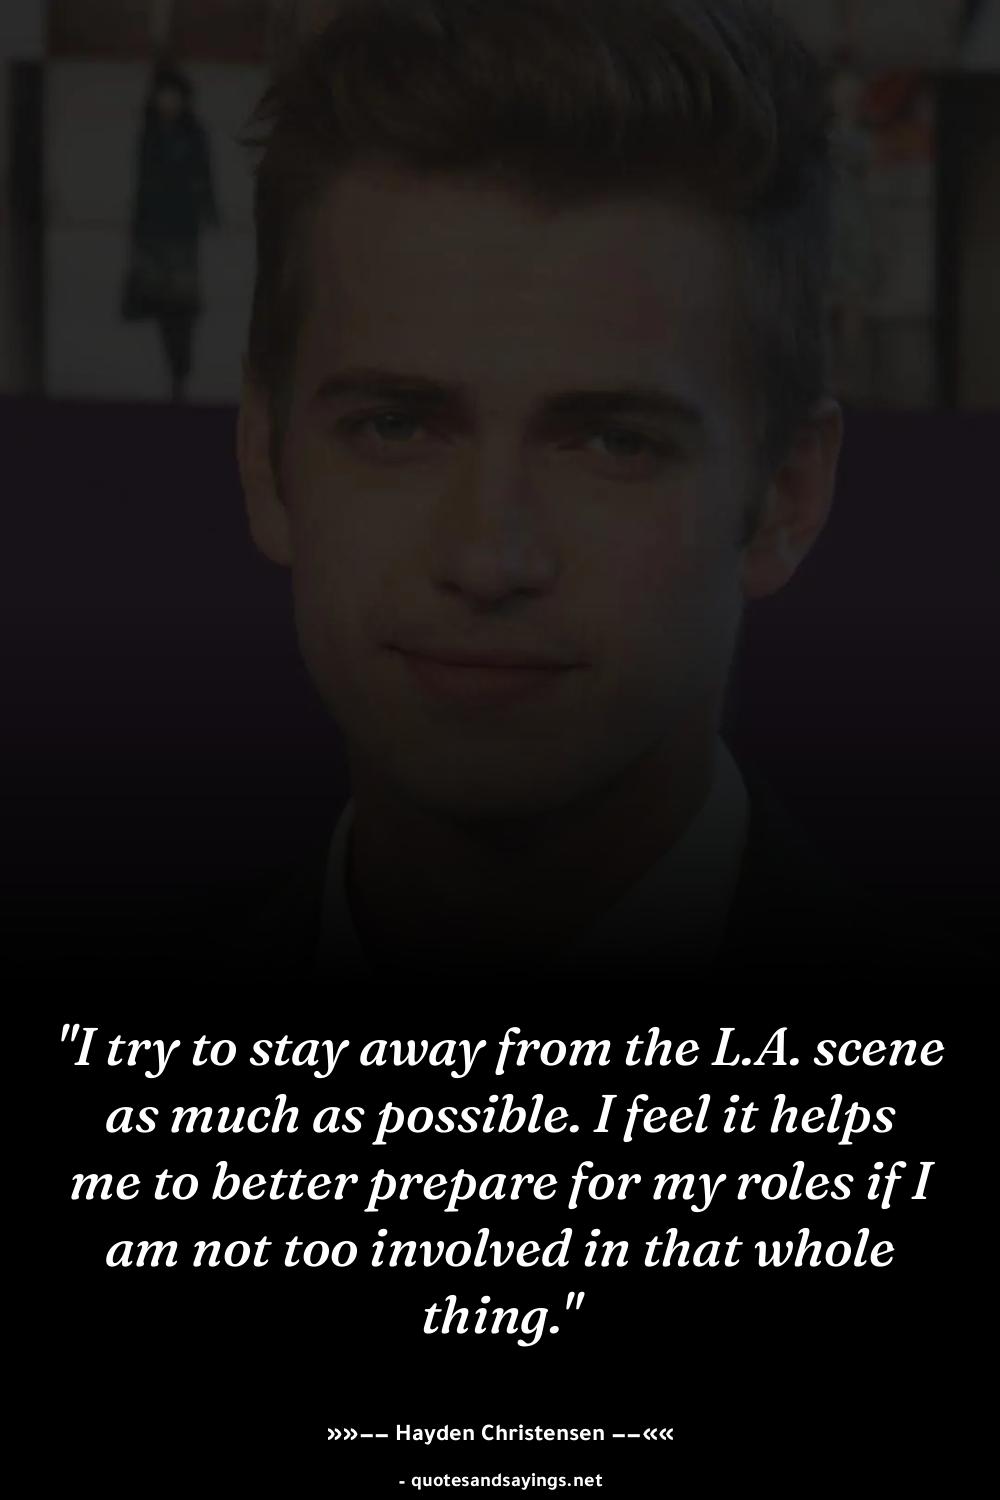 "I try to stay away from the L.A. scene
as much as possible. I feel it helps
me to better prepare for my roles if I
am not too involved in that whole
thing."
»»–– Hayden Christensen ––««
- quotesandsayings.net